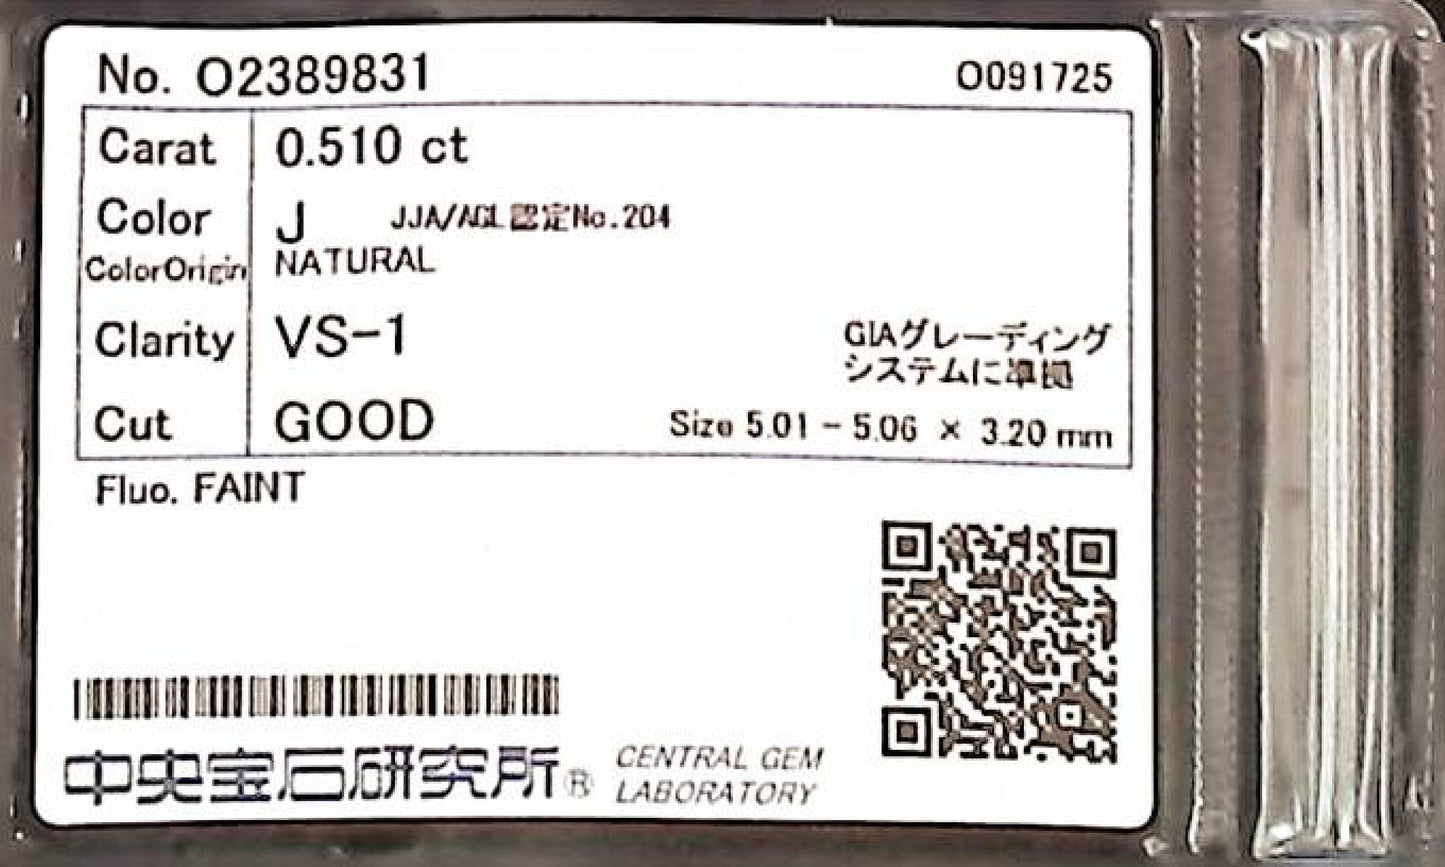 No. O2389831 O091725
Carat 0.510 ct
Color J JJA/AGL認定No.204
ColorOrigin NATURAL
Clarity VS-1
GIAグレーディング
システムに準拠
Cut GOOD Size 5.01 - 5.06 × 3.20 mm
Fluo. FAINT
中央宝石研究所® CENTRAL GEM
LABORATORY